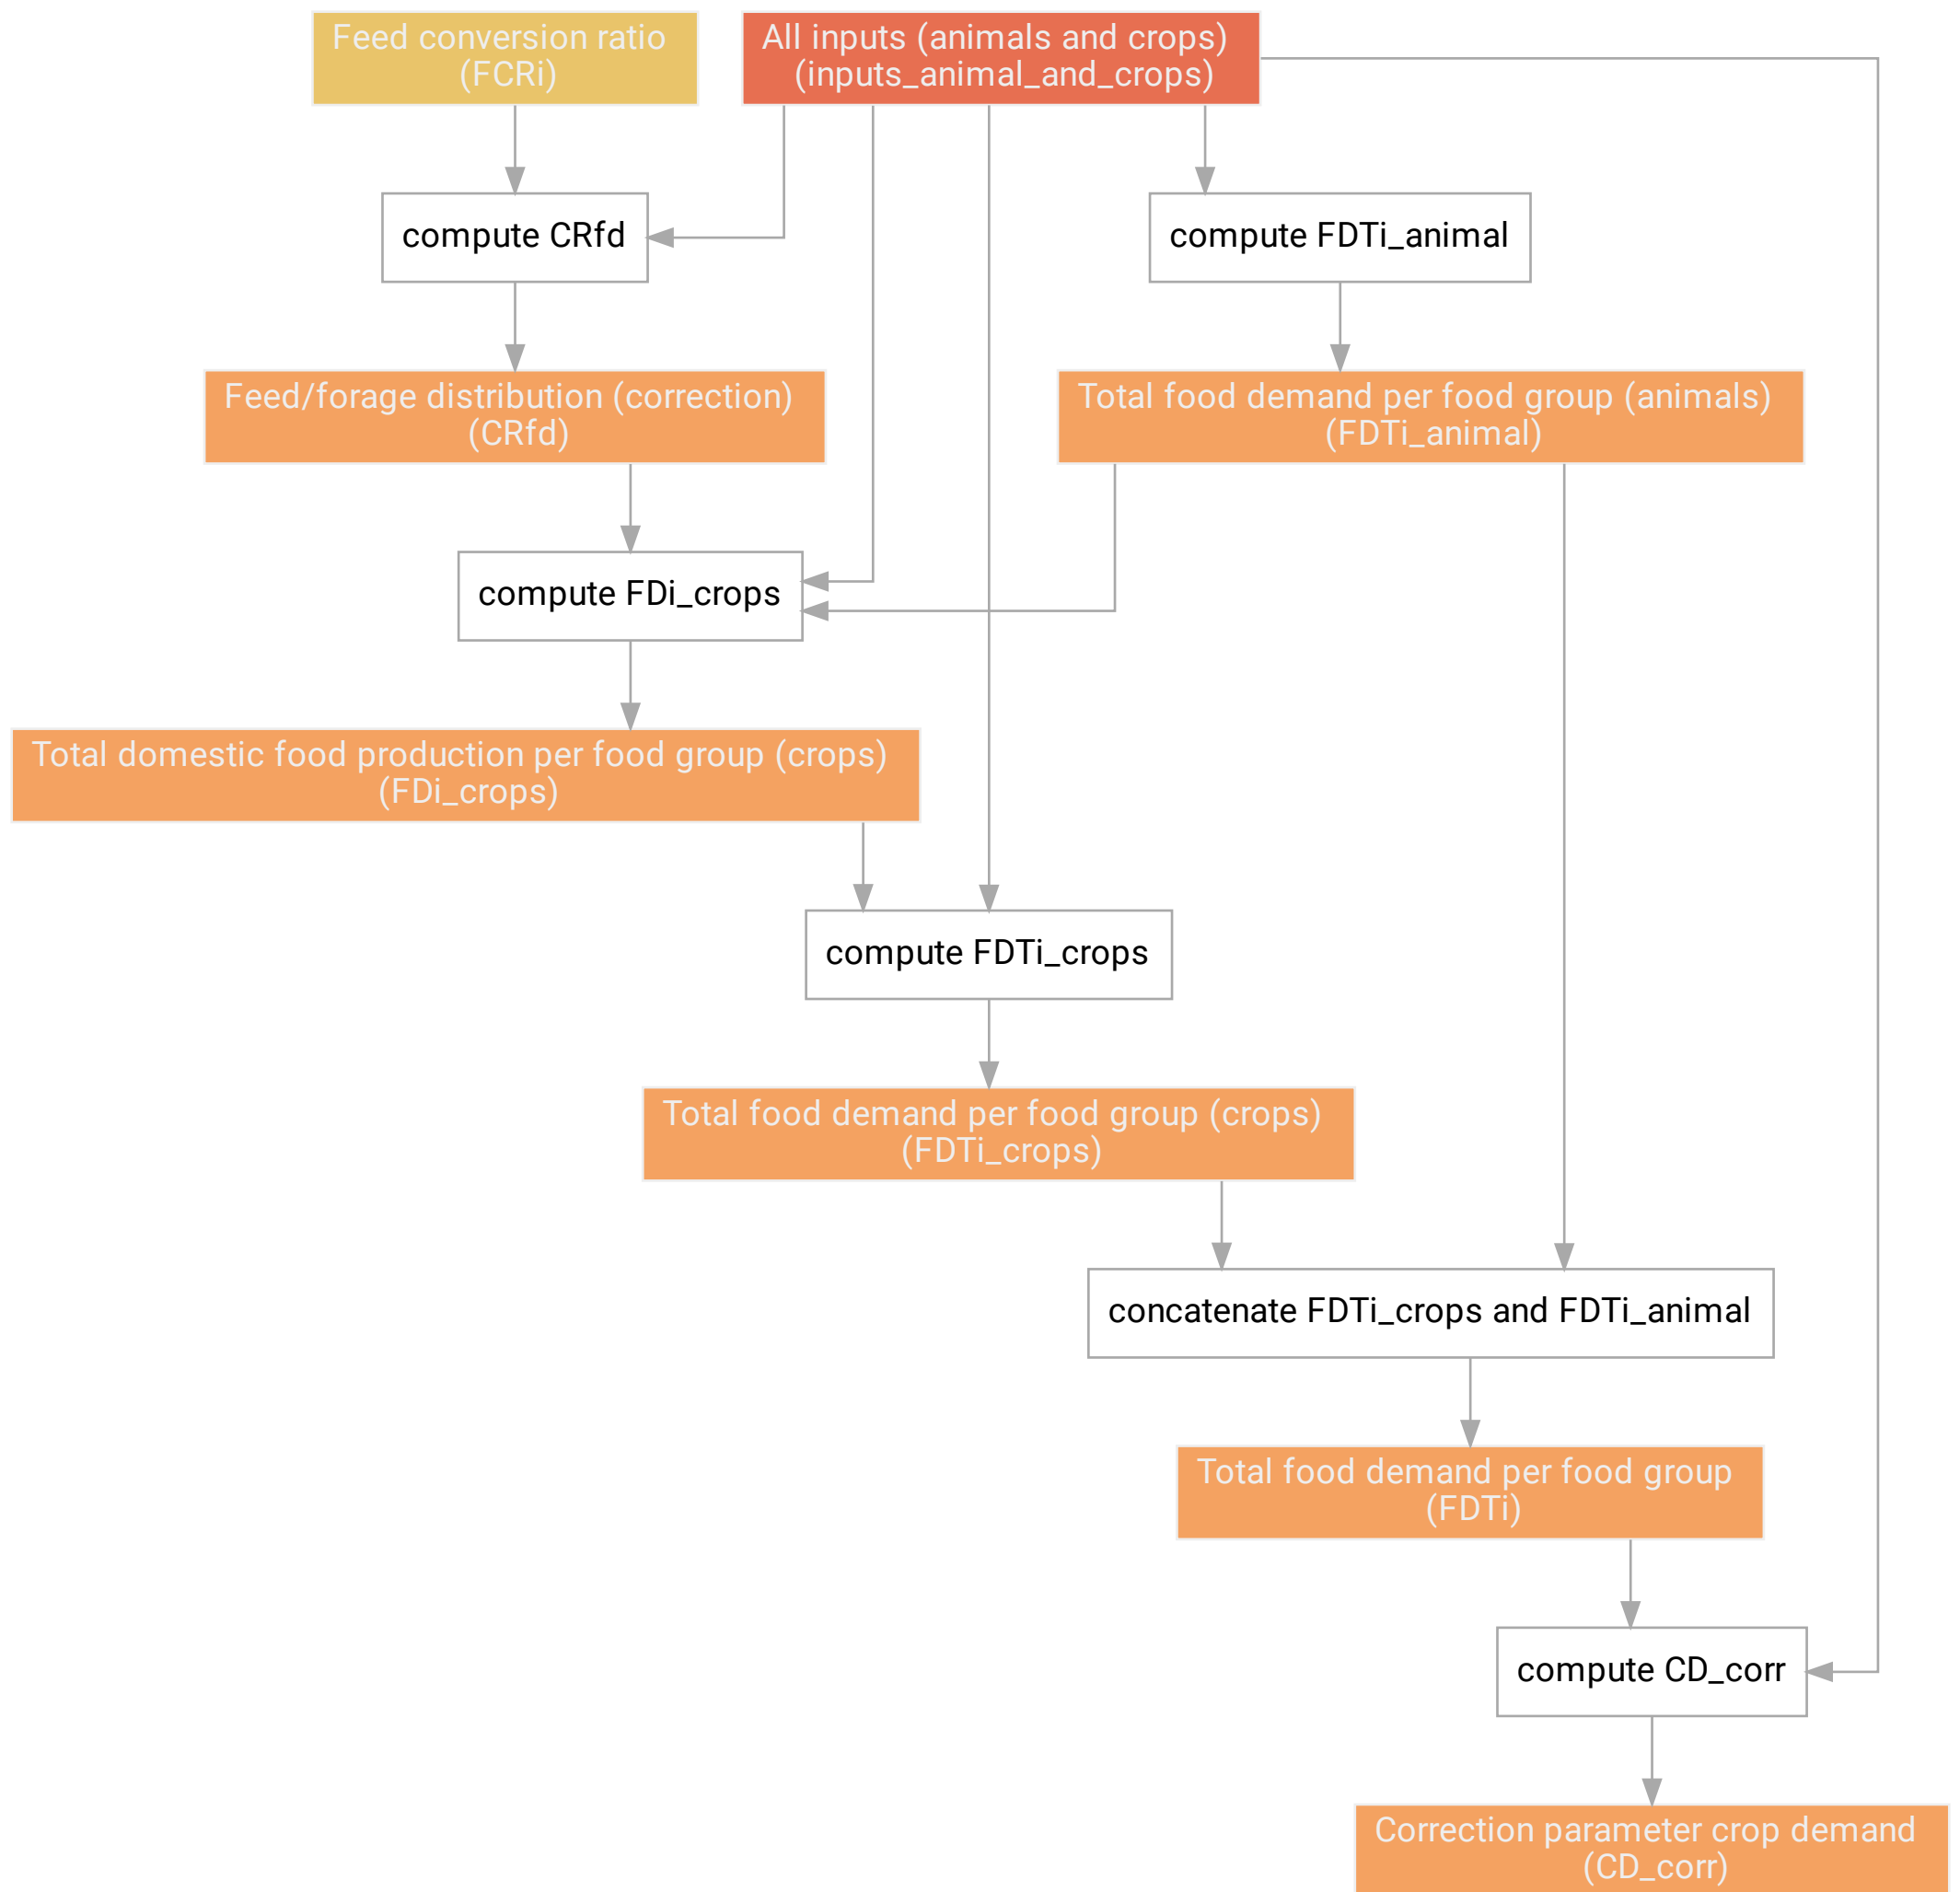 Feed conversion ratio
(FCRi)
All inputs (animals and crops)
(inputs_animal_and_crops)
compute CRfd
compute FDTi_animal
Feed/forage distribution (correction)
(CRfd)
Total food demand per food group (animals)
(FDTi_animal)
compute FDi_crops
Total domestic food production per food group (crops)
(FDi_crops)
compute FDTi_crops
Total food demand per food group (crops)
(FDTi_crops)
concatenate FDTi_crops and FDTi_animal
Total food demand per food group
(FDTi)
compute CD_corr
Correction parameter crop demand
(CD_corr)